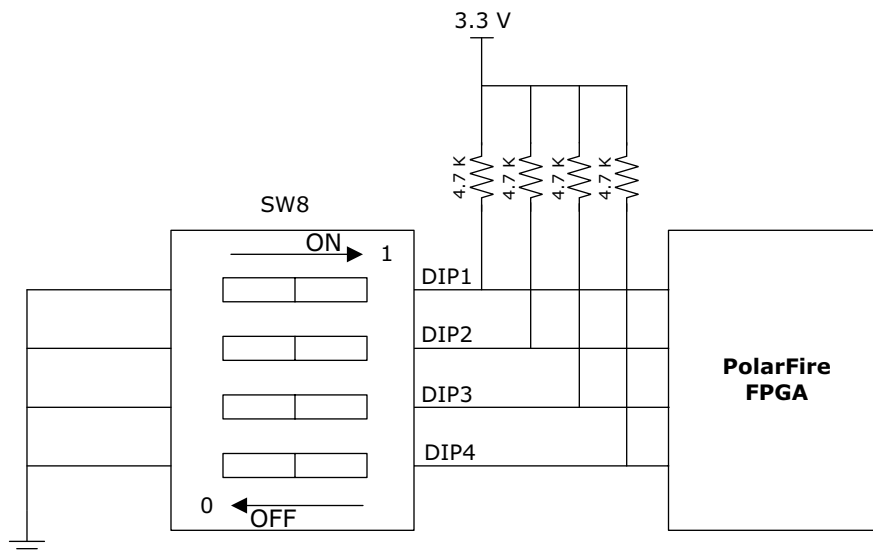 3.3 V
4.7 K
4.7 K
4.7 K
4.7 K
SW8
ON
1
DIP1
DIP2
DIP3
DIP4
0
OFF
PolarFire
FPGA